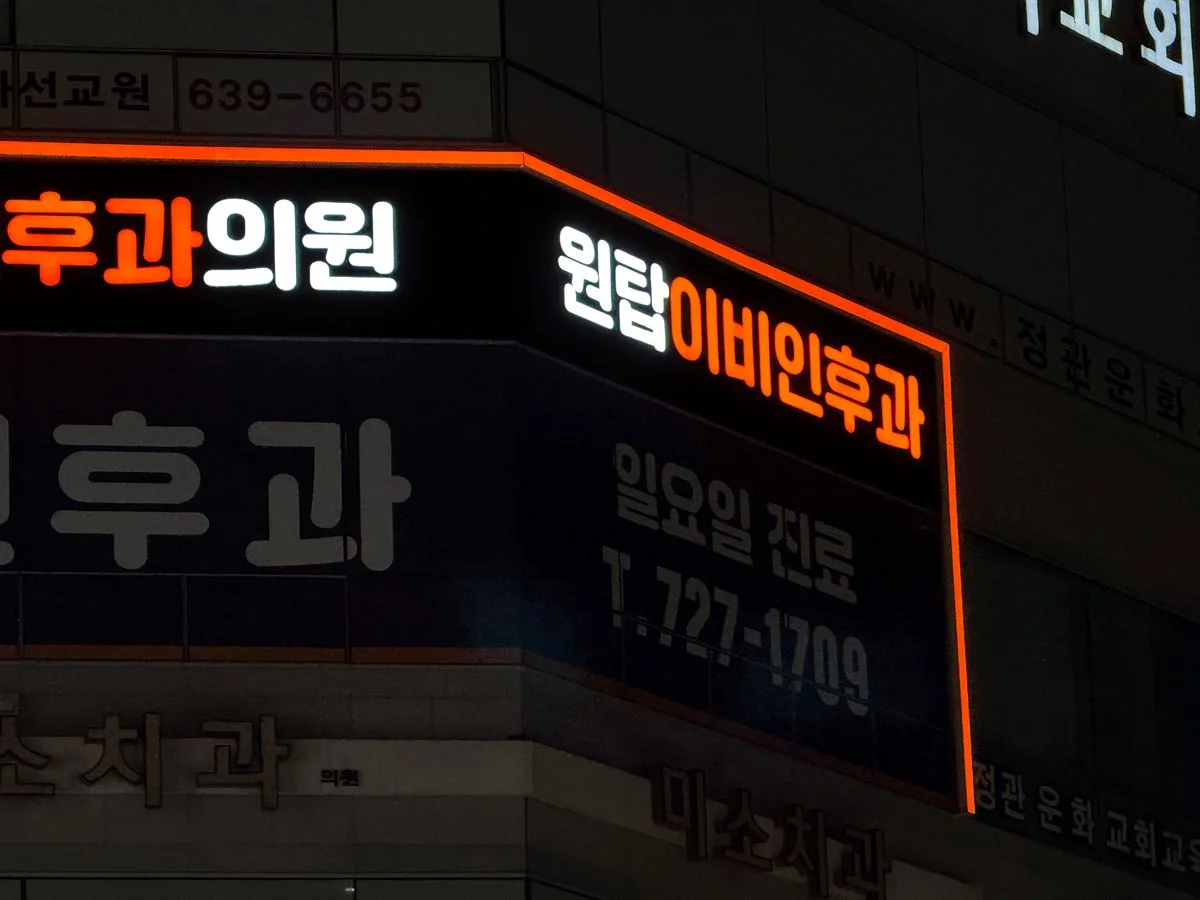 교회
선교원 639-6655
후과의원
원탑이비인후과
www.정관운화
후과
일요일 진료
T.727-1709
소치과 의원
미소치과
정관 운화 교회교